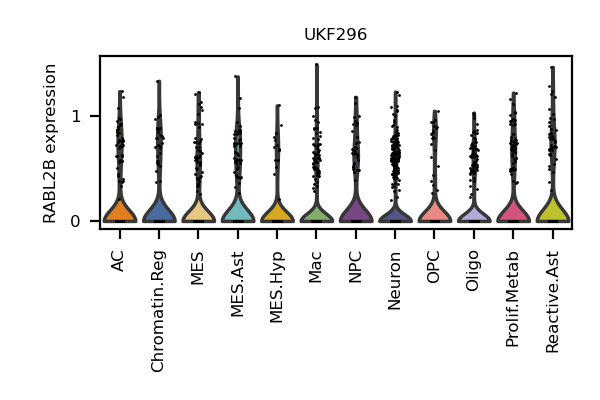 UKF296
RABL2B expression
1
0
AC
Chromatin.Reg
MES
MES.Ast
MES.Hyp
Mac
NPC
Neuron
OPC
Oligo
Prolif.Metab
Reactive.Ast